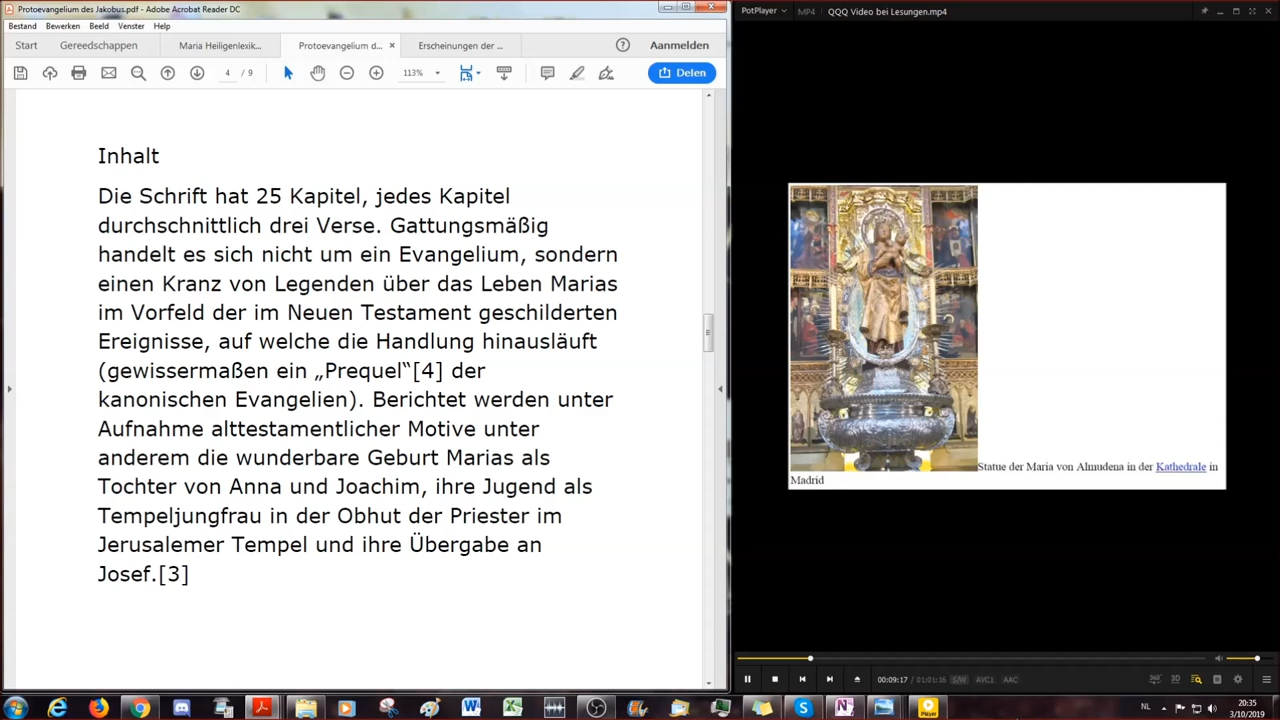 Protoevangelium des Jakobus.pdf - Adobe Acrobat Reader DC
Bestand Bewerken Beeld Venster Help
Start Gereedschappen Maria Heiligenlexik... Protoevangelium d... × Erscheinungen der ... Aanmelden
4 / 9 113% Delen
Inhalt
Die Schrift hat 25 Kapitel, jedes Kapitel
durchschnittlich drei Verse. Gattungsmäßig
handelt es sich nicht um ein Evangelium, sondern
einen Kranz von Legenden über das Leben Marias
im Vorfeld der im Neuen Testament geschilderten
Ereignisse, auf welche die Handlung hinausläuft
(gewissermaßen ein „Prequel“[4] der
kanonischen Evangelien). Berichtet werden unter
Aufnahme alttestamentlicher Motive unter
anderem die wunderbare Geburt Marias als
Tochter von Anna und Joachim, ihre Jugend als
Tempeljungfrau in der Obhut der Priester im
Jerusalemer Tempel und ihre Übergabe an
Josef.[3]
PotPlayer MP4 QQQ Video bei Lesungen.mp4
Statue der Maria von Almudena in der Kathedrale in
Madrid
00:09:17 / 01:01:16 S/W AVC1 AAC
360° 3D
NL 20:35
3/10/2019